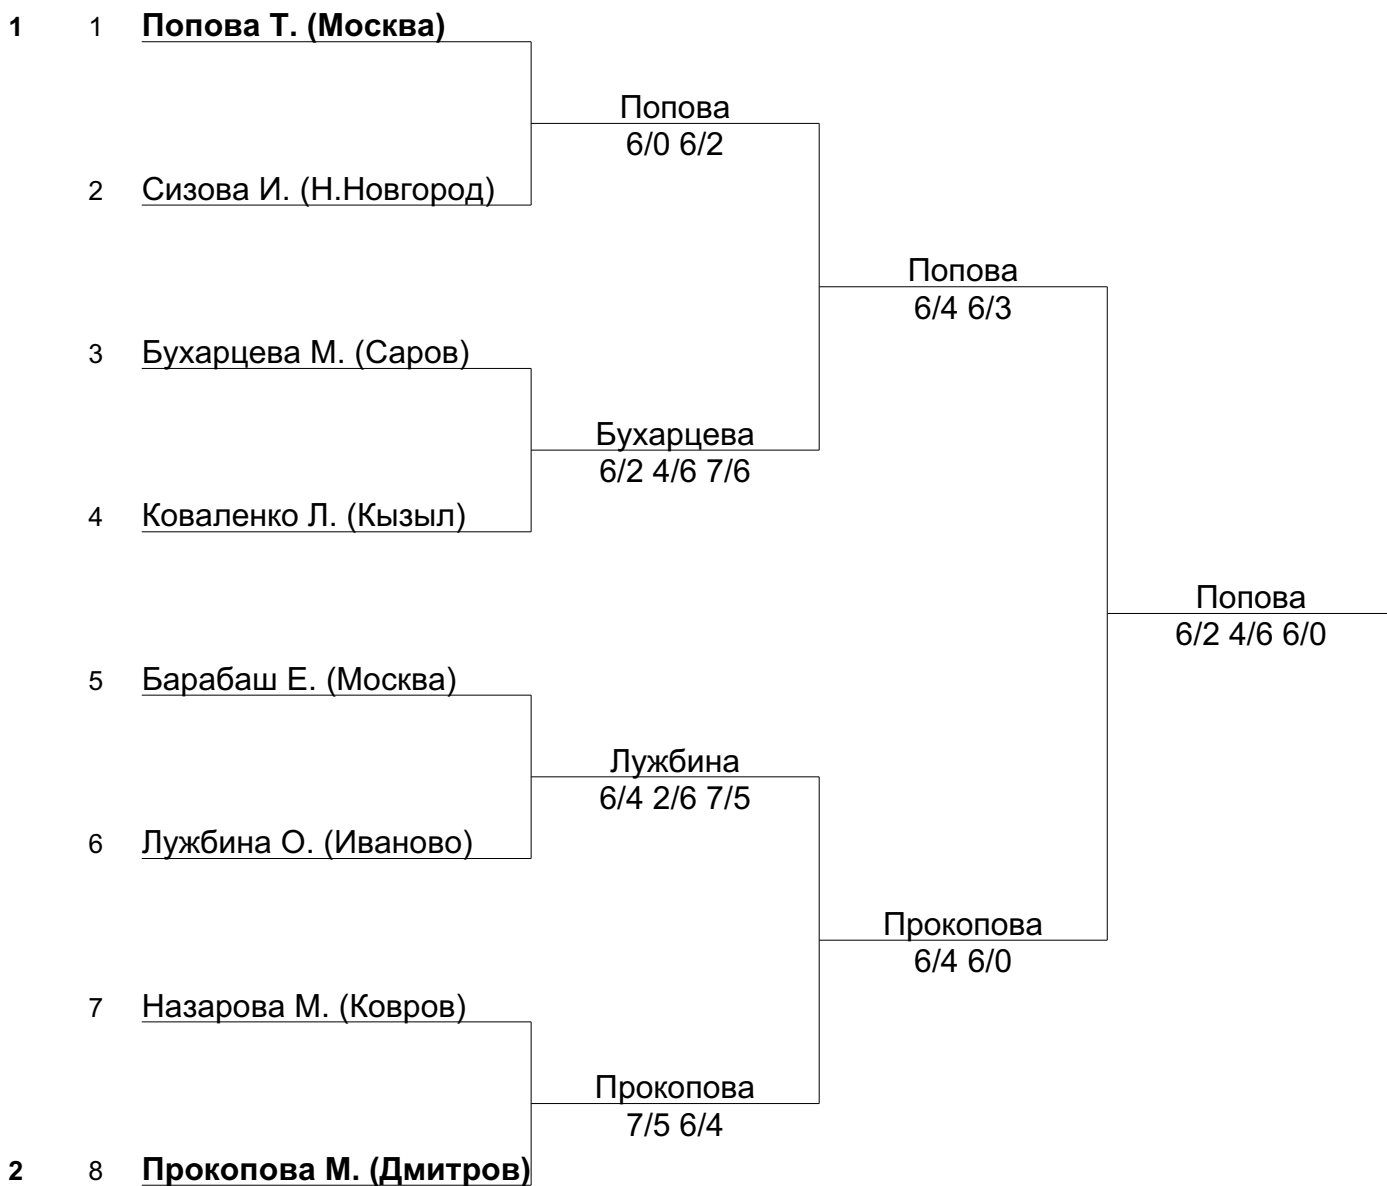 1 1 Попова Т. (Москва)
Попова
6/0 6/2
2 Сизова И. (Н.Новгород)
Попова
6/4 6/3
3 Бухарцева М. (Саров)
Бухарцева
6/2 4/6 7/6
4 Коваленко Л. (Кызыл)
Попова
6/2 4/6 6/0
5 Барабаш Е. (Москва)
Лужбина
6/4 2/6 7/5
6 Лужбина О. (Иваново)
Прокопова
6/4 6/0
7 Назарова М. (Ковров)
Прокопова
7/5 6/4
2 8 Прокопова М. (Дмитров)